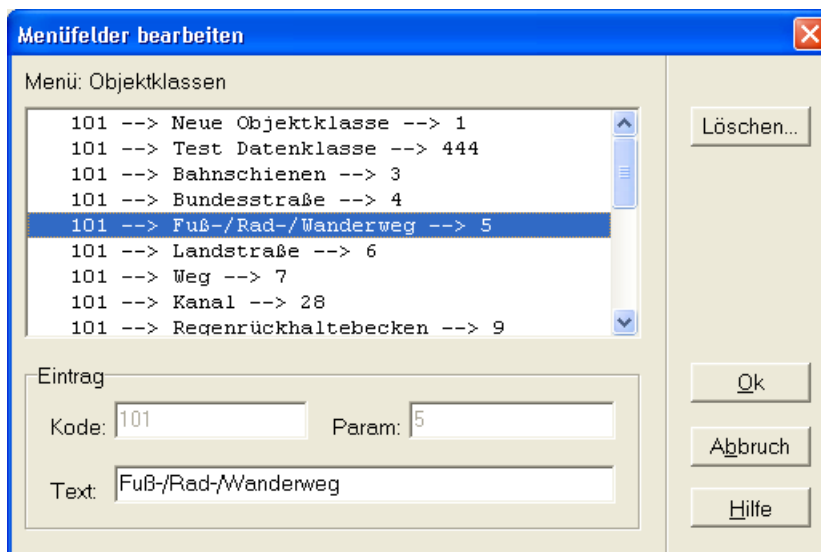 Menüfelder bearbeiten
Menü: Objektklassen
101 --> Neue Objektklasse --> 1
101 --> Test Datenklasse --> 444
101 --> Bahnschienen --> 3
101 --> Bundesstraße --> 4
101 --> Fuß-/Rad-/Wanderweg --> 5
101 --> Landstraße --> 6
101 --> Weg --> 7
101 --> Kanal --> 28
101 --> Regenrückhaltebecken --> 9
Löschen...
Eintrag
Kode: 101 Param: 5
Text: Fuß-/Rad-/Wanderweg
Ok
Abbruch
Hilfe